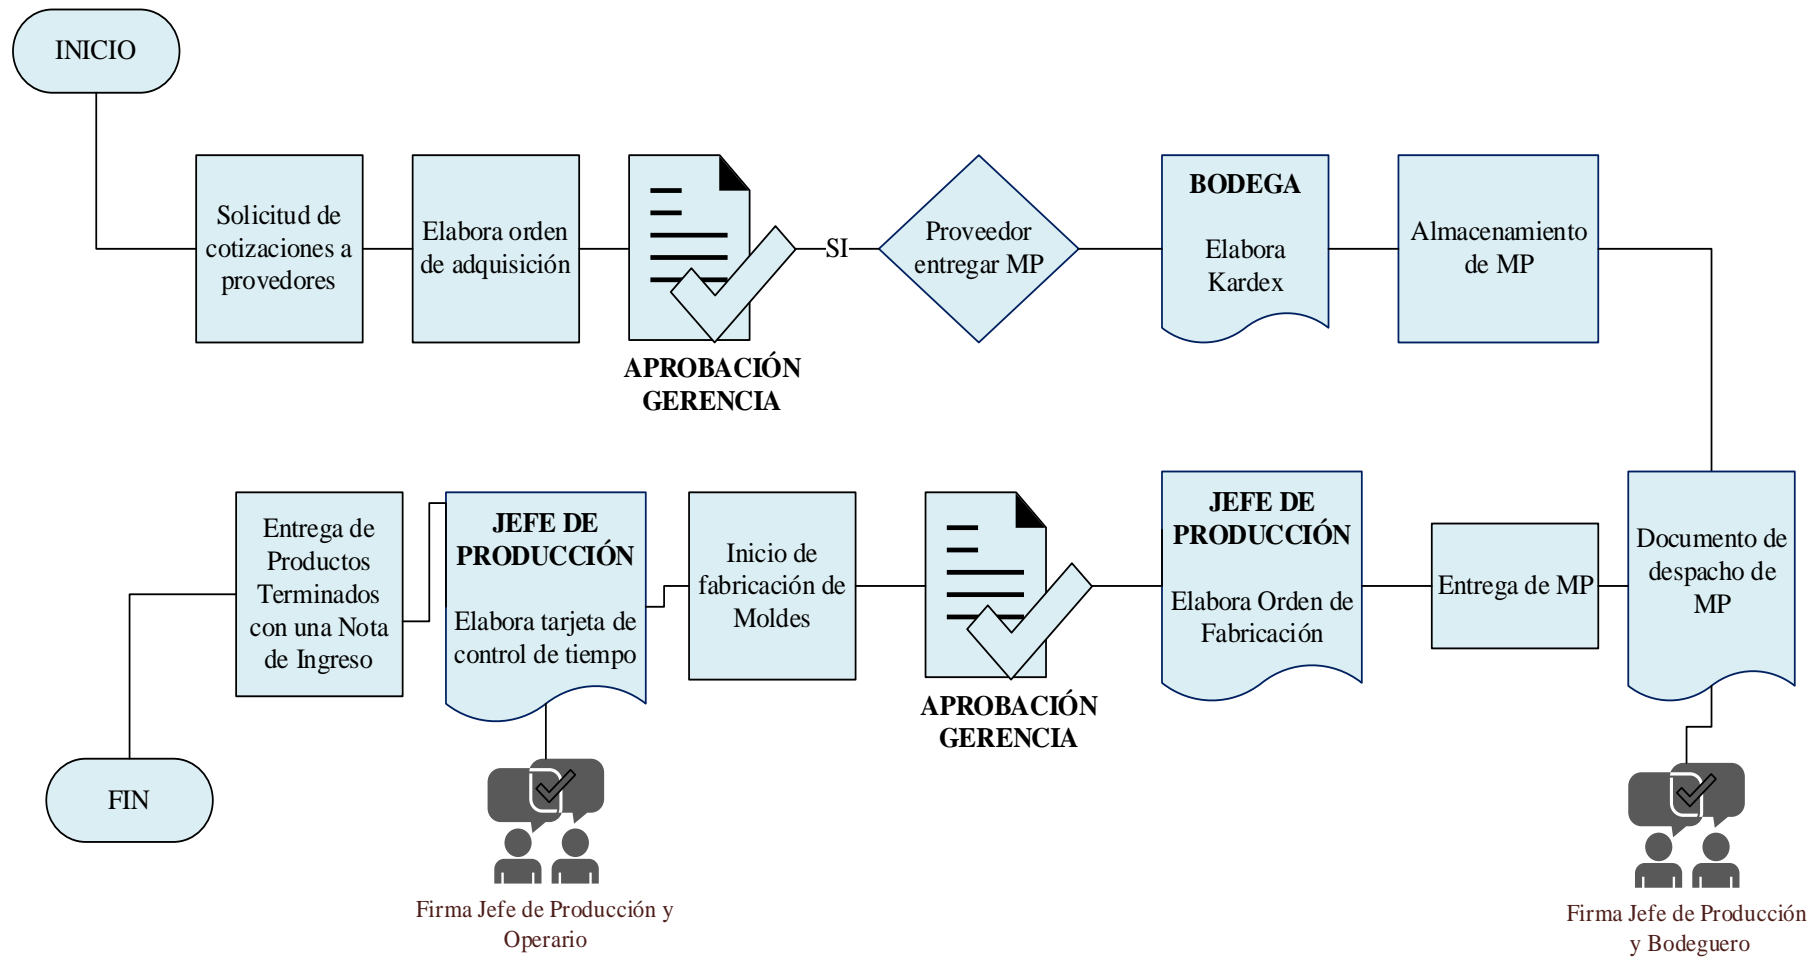 INICIO
Solicitud de
cotizaciones a
provedores
Elabora orden
de adquisición
APROBACIÓN
GERENCIA
SI
Proveedor
entregar MP
BODEGA
Elabora
Kardex
Almacenamiento
de MP
Documento de
despacho de
MP
Firma Jefe de Producción
y Bodeguero
Entrega de MP
JEFE DE
PRODUCCIÓN
Elabora Orden de
Fabricación
APROBACIÓN
GERENCIA
Inicio de
fabricación de
Moldes
JEFE DE
PRODUCCIÓN
Elabora tarjeta de
control de tiempo
Firma Jefe de Producción y
Operario
Entrega de
Productos
Terminados
con una Nota
de Ingreso
FIN